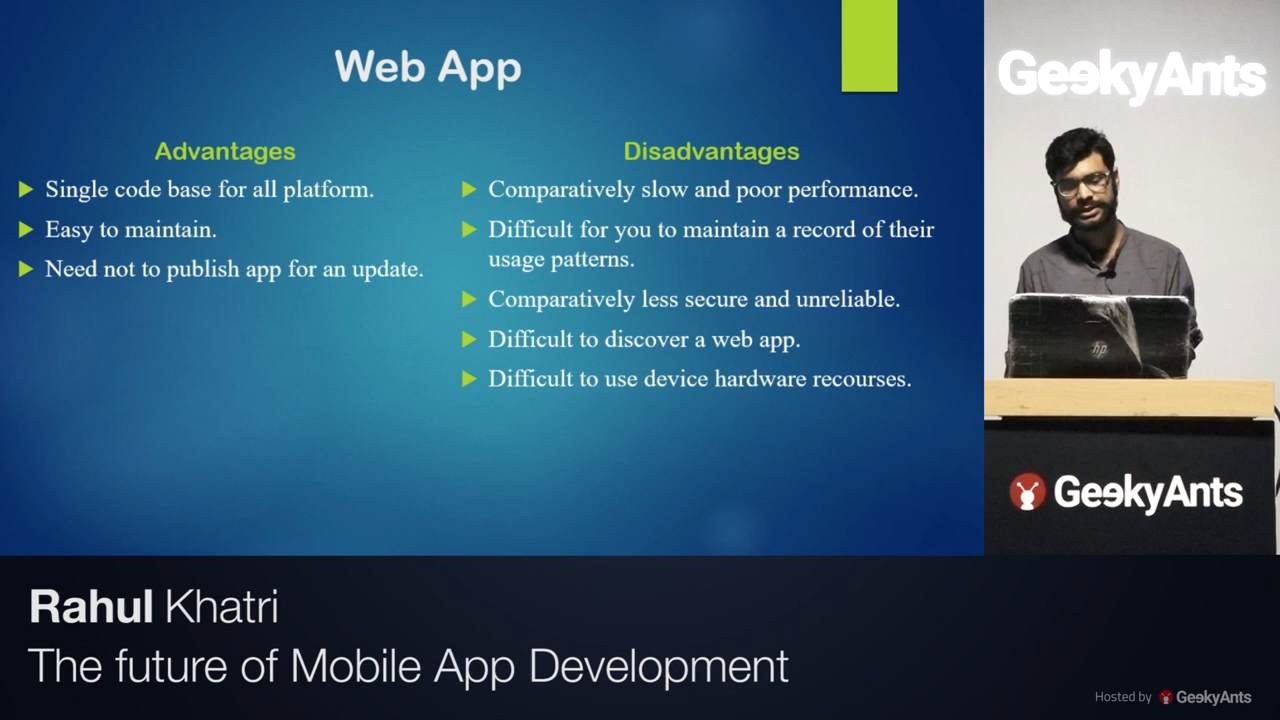 Web App
Advantages
Single code base for all platform.
Easy to maintain.
Need not to publish app for an update.
Disadvantages
Comparatively slow and poor performance.
Difficult for you to maintain a record of their
usage patterns.
Comparatively less secure and unreliable.
Difficult to discover a web app.
Difficult to use device hardware recourses.
GeekyAnts
hp
GeekyAnts
Rahul Khatri
The future of Mobile App Development
Hosted by GeekyAnts